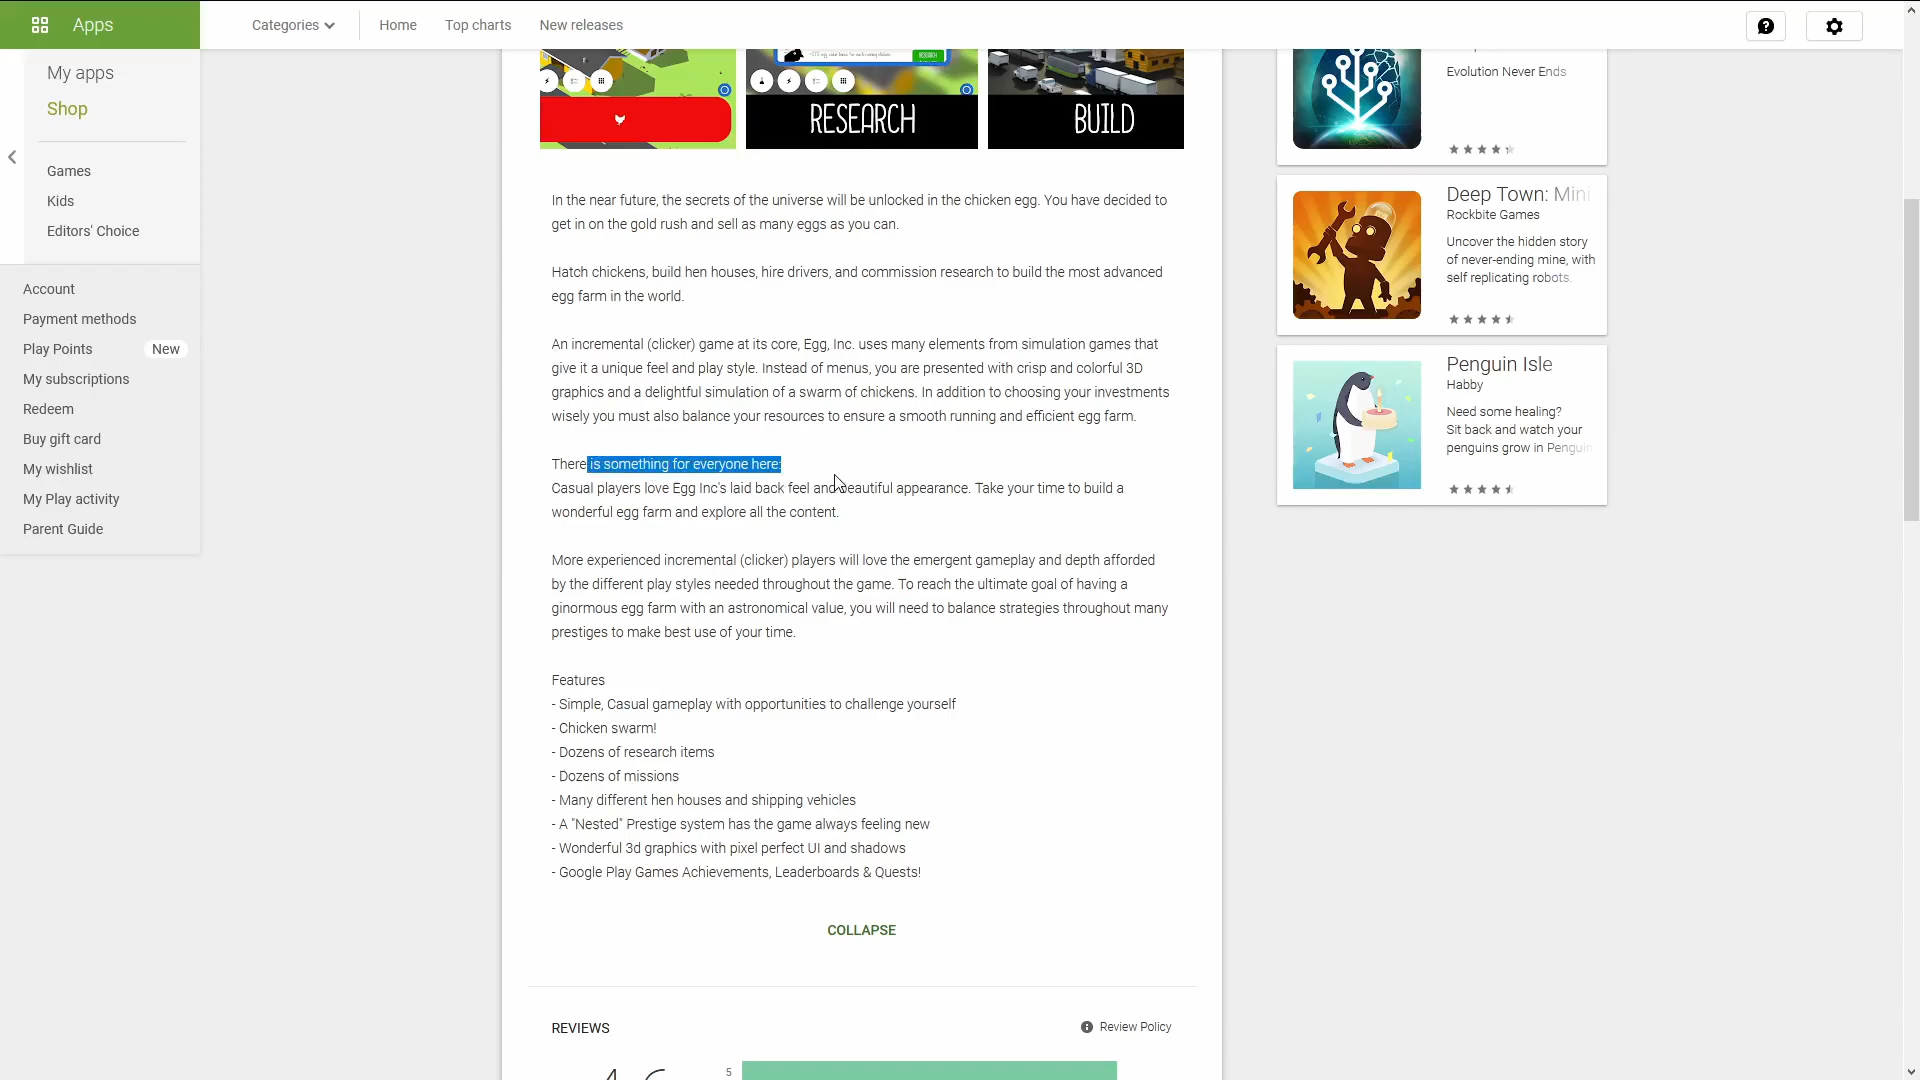 Apps
Categories
Home
Top charts
New releases
My apps
Shop
Games
Kids
Editors' Choice
Account
Payment methods
Play Points New
My subscriptions
Redeem
Buy gift card
My wishlist
My Play activity
Parent Guide
RESEARCH
RESEARCH
BUILD
In the near future, the secrets of the universe will be unlocked in the chicken egg. You have decided to
get in on the gold rush and sell as many eggs as you can.
Hatch chickens, build hen houses, hire drivers, and commission research to build the most advanced
egg farm in the world.
An incremental (clicker) game at its core, Egg, Inc. uses many elements from simulation games that
give it a unique feel and play style. Instead of menus, you are presented with crisp and colorful 3D
graphics and a delightful simulation of a swarm of chickens. In addition to choosing your investments
wisely you must also balance your resources to ensure a smooth running and efficient egg farm.
There is something for everyone here:
Casual players love Egg Inc's laid back feel and beautiful appearance. Take your time to build a
wonderful egg farm and explore all the content.
More experienced incremental (clicker) players will love the emergent gameplay and depth afforded
by the different play styles needed throughout the game. To reach the ultimate goal of having a
ginormous egg farm with an astronomical value, you will need to balance strategies throughout many
prestiges to make best use of your time.
Features
- Simple, Casual gameplay with opportunities to challenge yourself
- Chicken swarm!
- Dozens of research items
- Dozens of missions
- Many different hen houses and shipping vehicles
- A "Nested" Prestige system has the game always feeling new
- Wonderful 3d graphics with pixel perfect UI and shadows
- Google Play Games Achievements, Leaderboards & Quests!
COLLAPSE
REVIEWS
Review Policy
5
Evolution Never Ends
Deep Town: Mini
Rockbite Games
Uncover the hidden story
of never-ending mine, with
self replicating robots.
Penguin Isle
Habby
Need some healing?
Sit back and watch your
penguins grow in Penguin